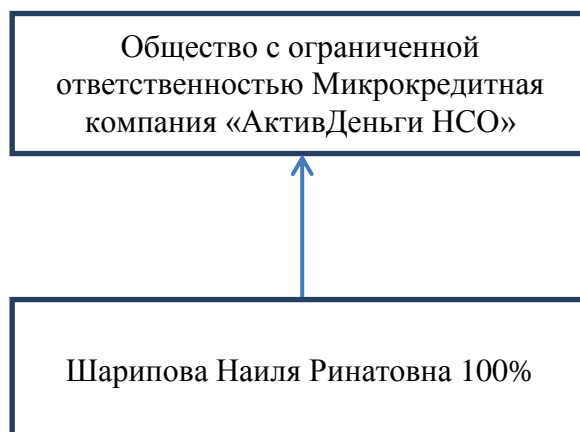 Общество с ограниченной
ответственностью Микрокредитная
компания «АктивДеньги НСО»
Шарипова Наиля Ринатовна 100%